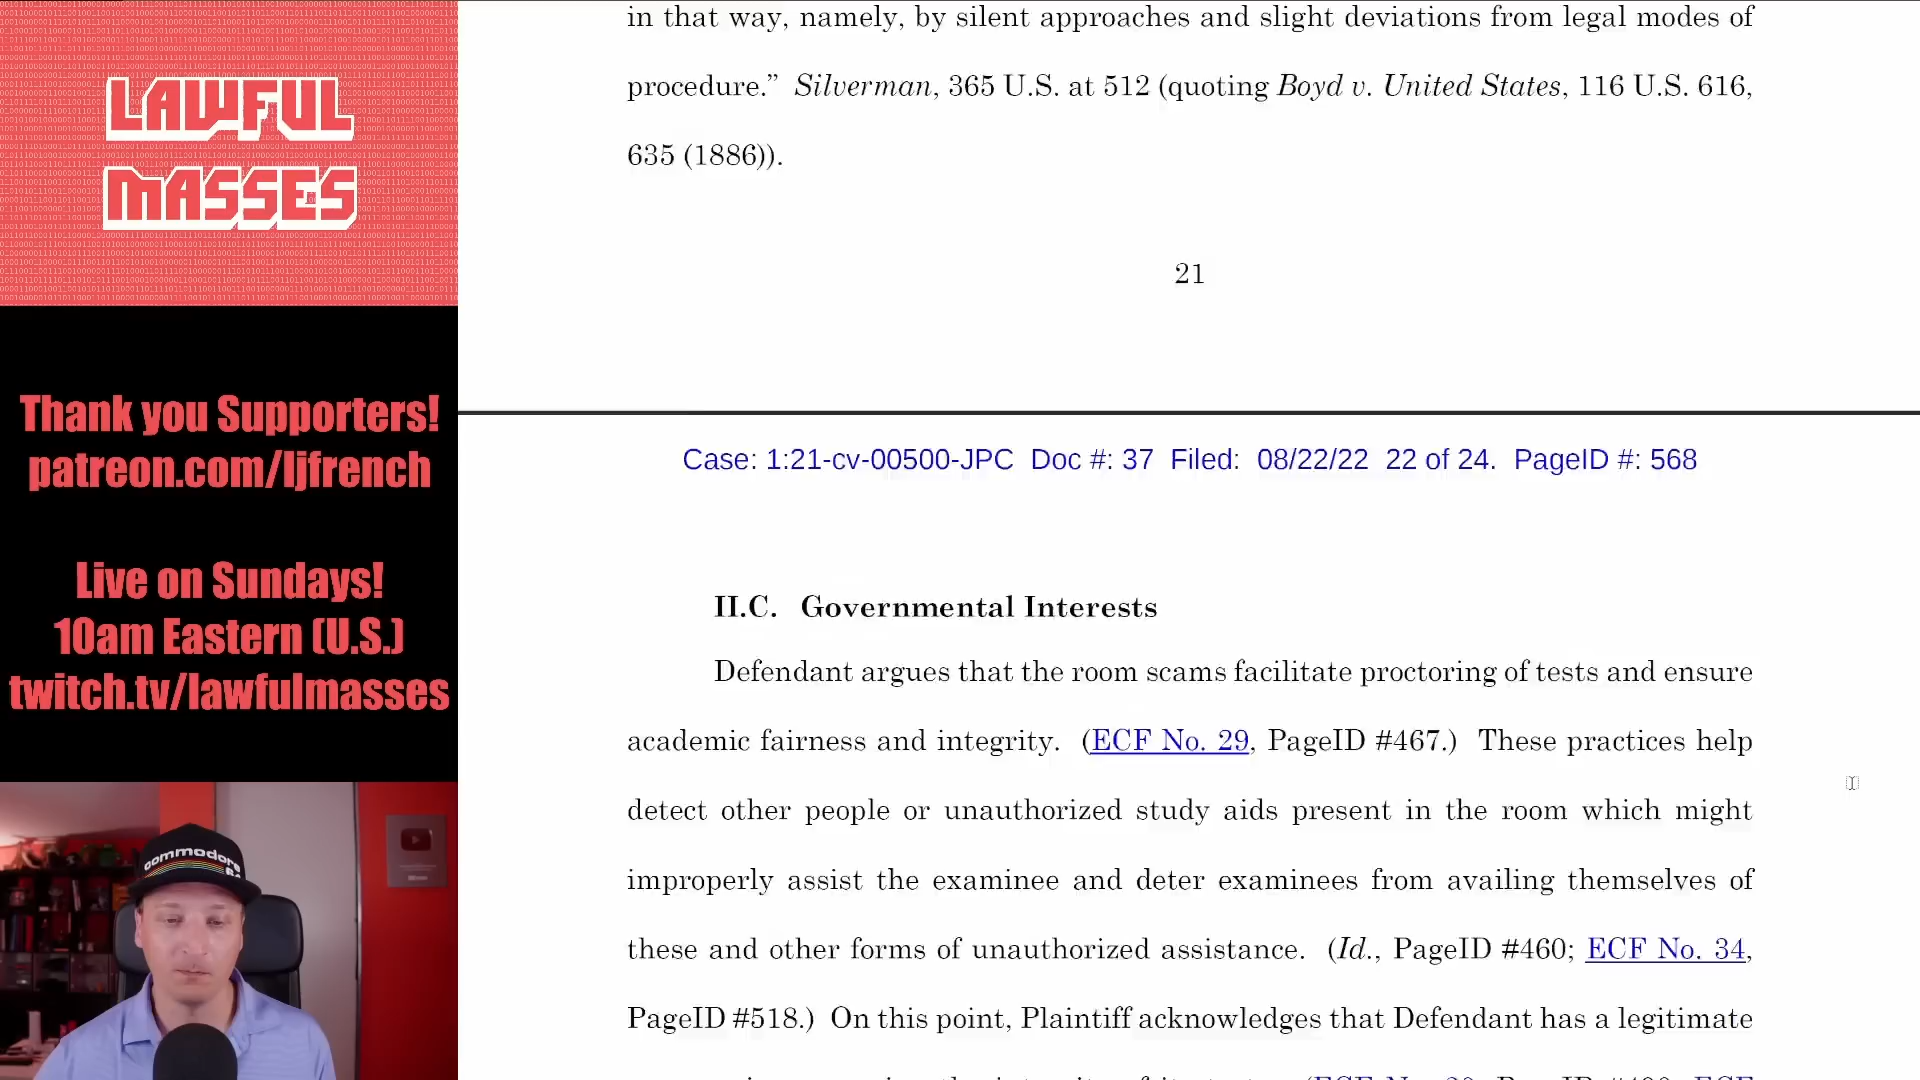 LAWFUL
MASSES
Thank you Supporters!
patreon.com/ljfrench
Live on Sundays!
10am Eastern (U.S.)
twitch.tv/lawfulmasses
commodore
in that way, namely, by silent approaches and slight deviations from legal modes of
procedure.” Silverman, 365 U.S. at 512 (quoting Boyd v. United States, 116 U.S. 616,
635 (1886)).
21
Case: 1:21-cv-00500-JPC Doc #: 37 Filed: 08/22/22 22 of 24. PageID #: 568
II.C. Governmental Interests
Defendant argues that the room scams facilitate proctoring of tests and ensure
academic fairness and integrity. (ECF No. 29, PageID #467.) These practices help
detect other people or unauthorized study aids present in the room which might
improperly assist the examinee and deter examinees from availing themselves of
these and other forms of unauthorized assistance. (Id., PageID #460; ECF No. 34,
PageID #518.) On this point, Plaintiff acknowledges that Defendant has a legitimate